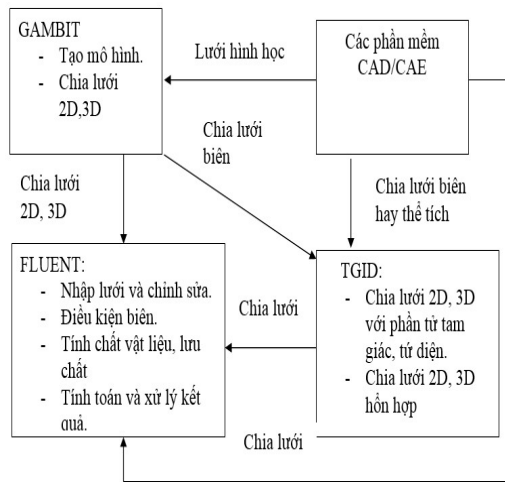 GAMBIT
- Tạo mô hình.
- Chia lưới
2D,3D
Lưới hình học
Các phần mềm
CAD/CAE
Chia lưới
biên
Chia lưới
2D, 3D
Chia lưới biên
hay thể tích
FLUENT:
- Nhập lưới và chỉnh sửa.
- Điều kiện biên.
- Tính chất vật liệu, lưu
chất
- Tính toán và xử lý kết
quả.
Chia lưới
TGID:
- Chia lưới 2D, 3D
với phần tử tam
giác, tứ diện.
- Chia lưới 2D, 3D
hỗn hợp
Chia lưới